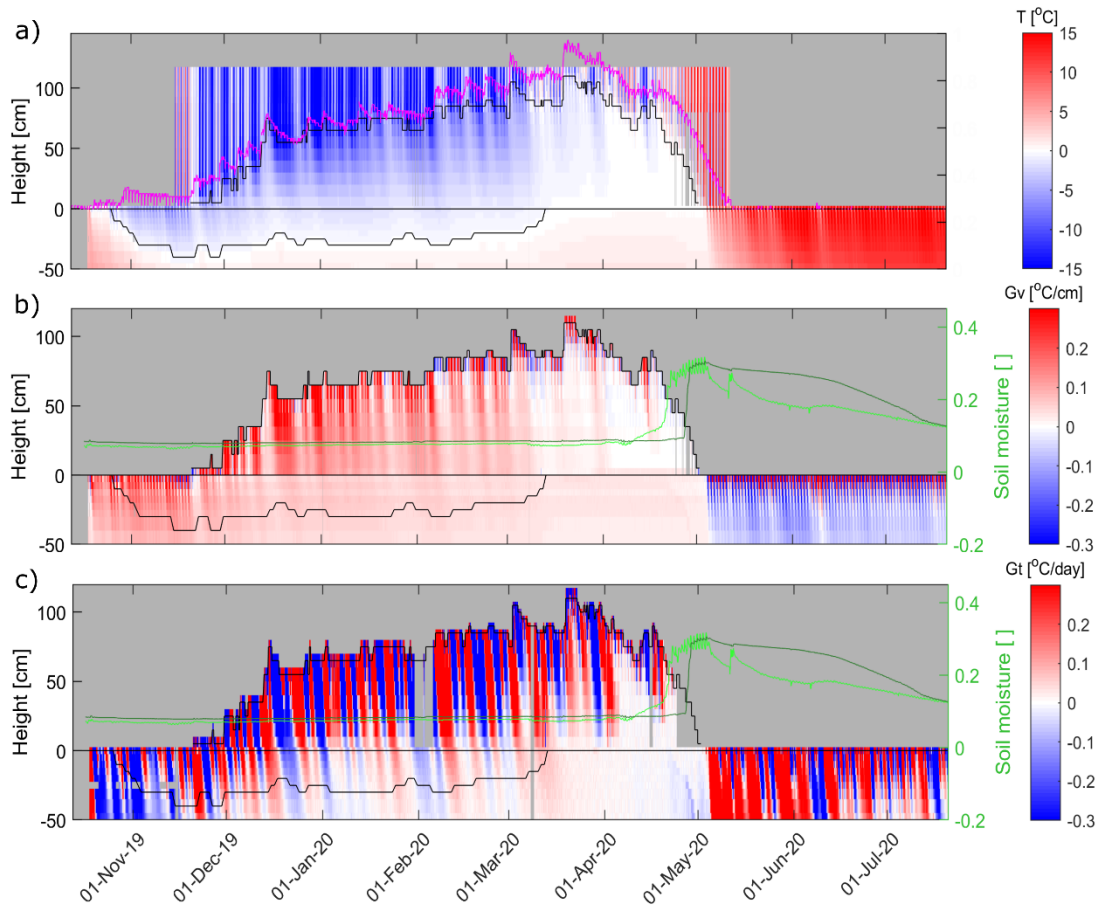 a)
T [°C]
Height [cm]
100
50
0
-50
15
10
5
0
-5
-10
-15
b)
Gv [°C/cm]
Height [cm]
100
50
0
-50
0.4
0.2
0
-0.2
Soil moisture [ ]
0.2
0.1
0
-0.1
-0.2
-0.3
c)
Gt [°C/day]
Height [cm]
100
50
0
-50
0.4
0.2
0
-0.2
Soil moisture [ ]
0.2
0.1
0
-0.1
-0.2
-0.3
01-Nov-19
01-Dec-19
01-Jan-20
01-Feb-20
01-Mar-20
01-Apr-20
01-May-20
01-Jun-20
01-Jul-20